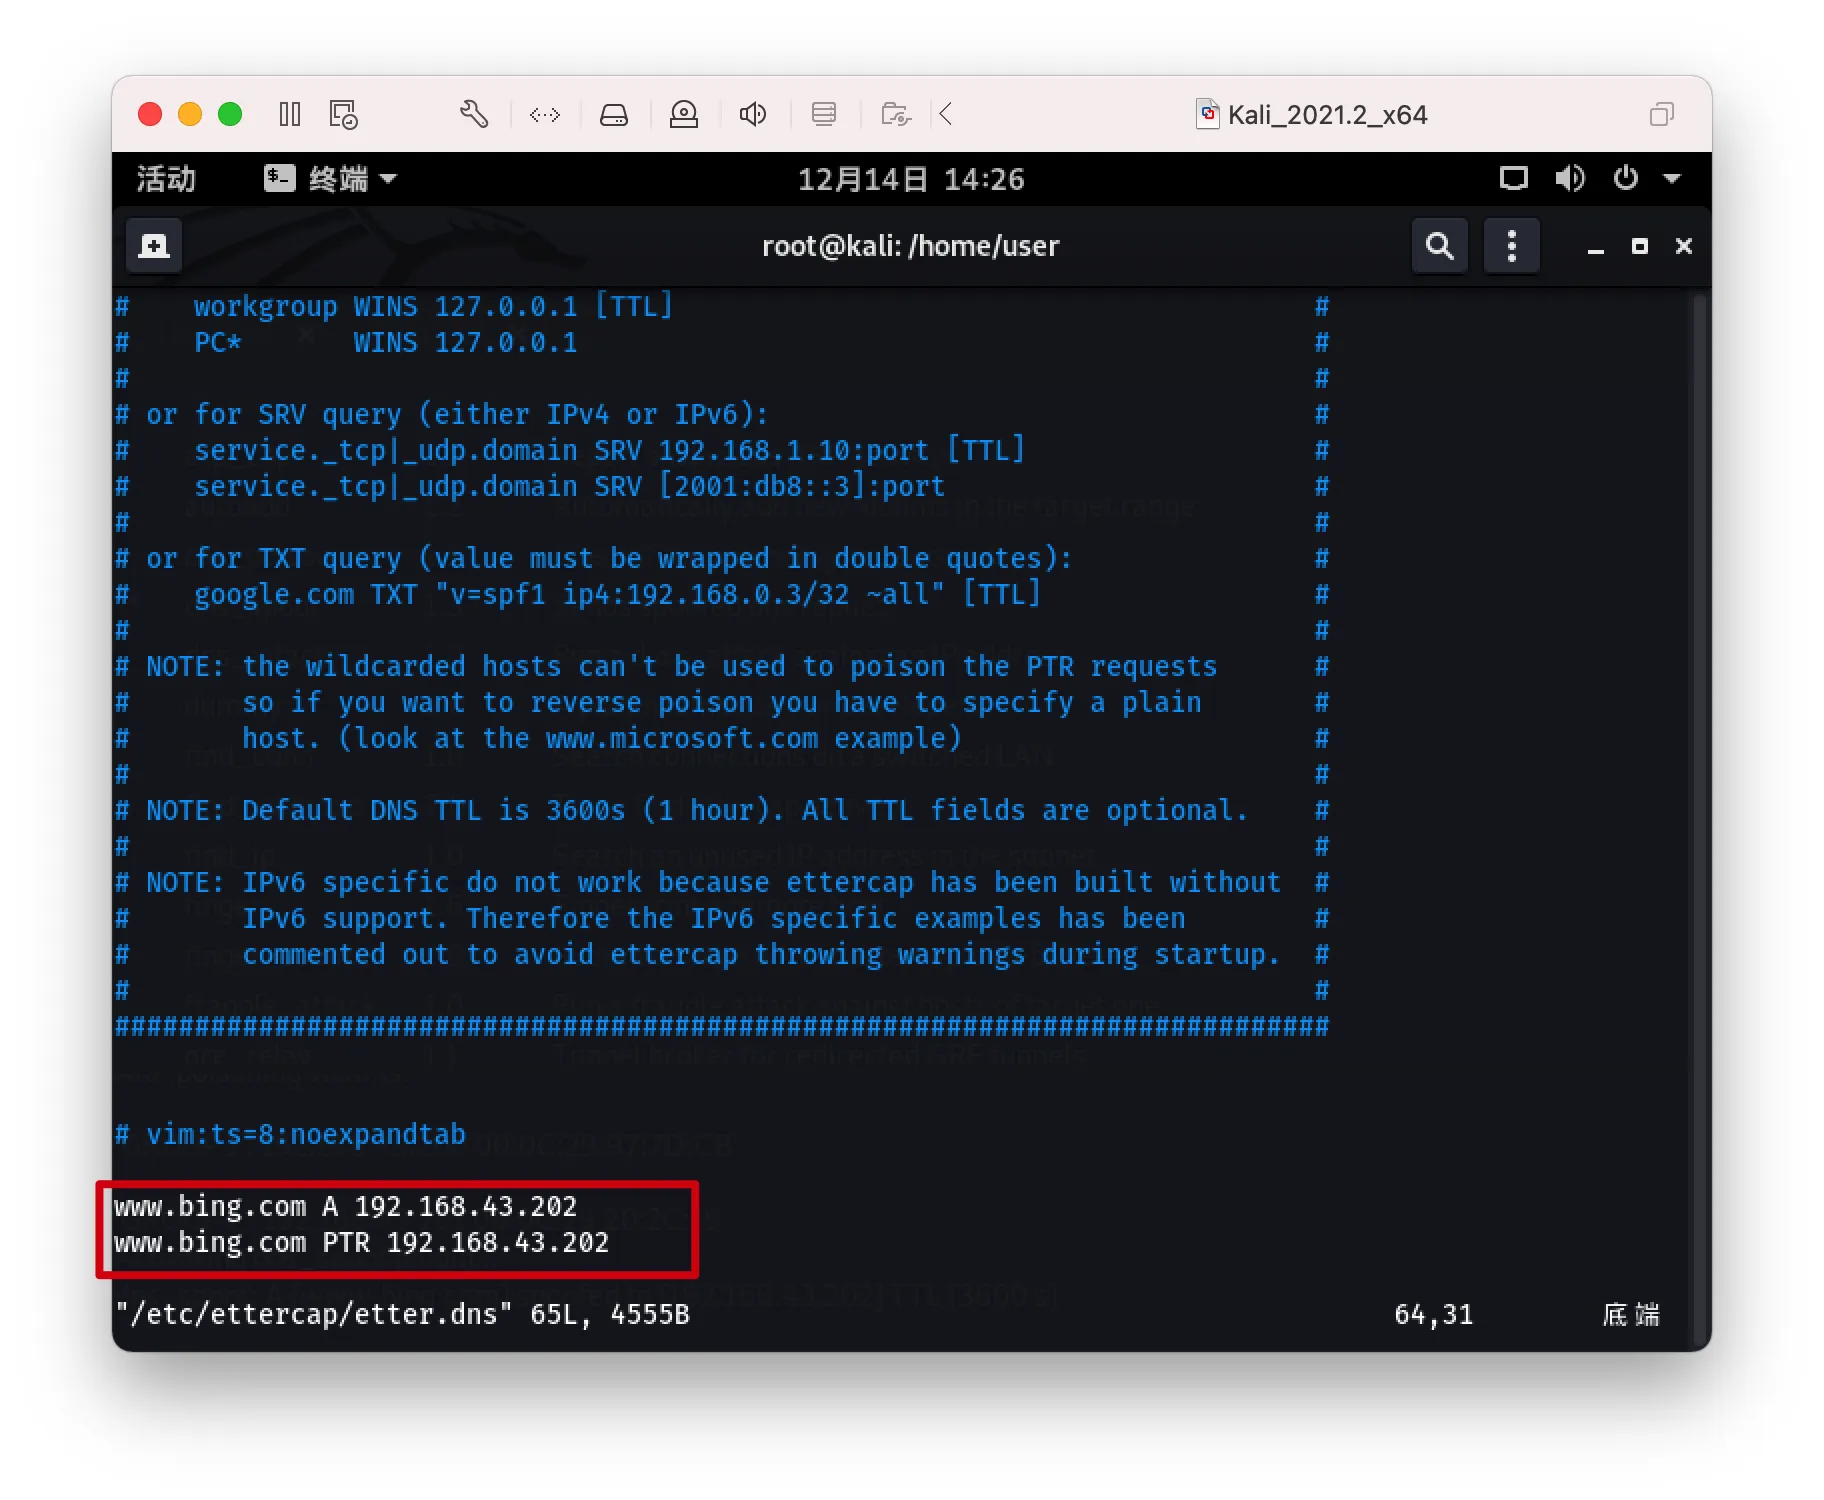 Kali_2021.2_x64
活动 终端 12月14日 14:26
root@kali: /home/user
#    workgroup WINS 127.0.0.1 [TTL]                                        #
#    PC*       WINS 127.0.0.1                                              #
#                                                                          #
# or for SRV query (either IPv4 or IPv6):                                  #
#    service._tcp|_udp.domain SRV 192.168.1.10:port [TTL]                  #
#    service._tcp|_udp.domain SRV [2001:db8::3]:port                       #
#                                                                          #
# or for TXT query (value must be wrapped in double quotes):               #
#    google.com TXT "v=spf1 ip4:192.168.0.3/32 ~all" [TTL]                 #
#                                                                          #
# NOTE: the wildcarded hosts can't be used to poison the PTR requests      #
#       so if you want to reverse poison you have to specify a plain       #
#       host. (look at the www.microsoft.com example)                      #
#                                                                          #
# NOTE: Default DNS TTL is 3600s (1 hour). All TTL fields are optional.    #
#                                                                          #
# NOTE: IPv6 specific do not work because ettercap has been built without  #
#       IPv6 support. Therefore the IPv6 specific examples has been        #
#       commented out to avoid ettercap throwing warnings during startup.  #
#                                                                          #
############################################################################
# vim:ts=8:noexpandtab
www.bing.com A 192.168.43.202
www.bing.com PTR 192.168.43.202
"/etc/ettercap/etter.dns" 65L, 4555B 64,31 底端